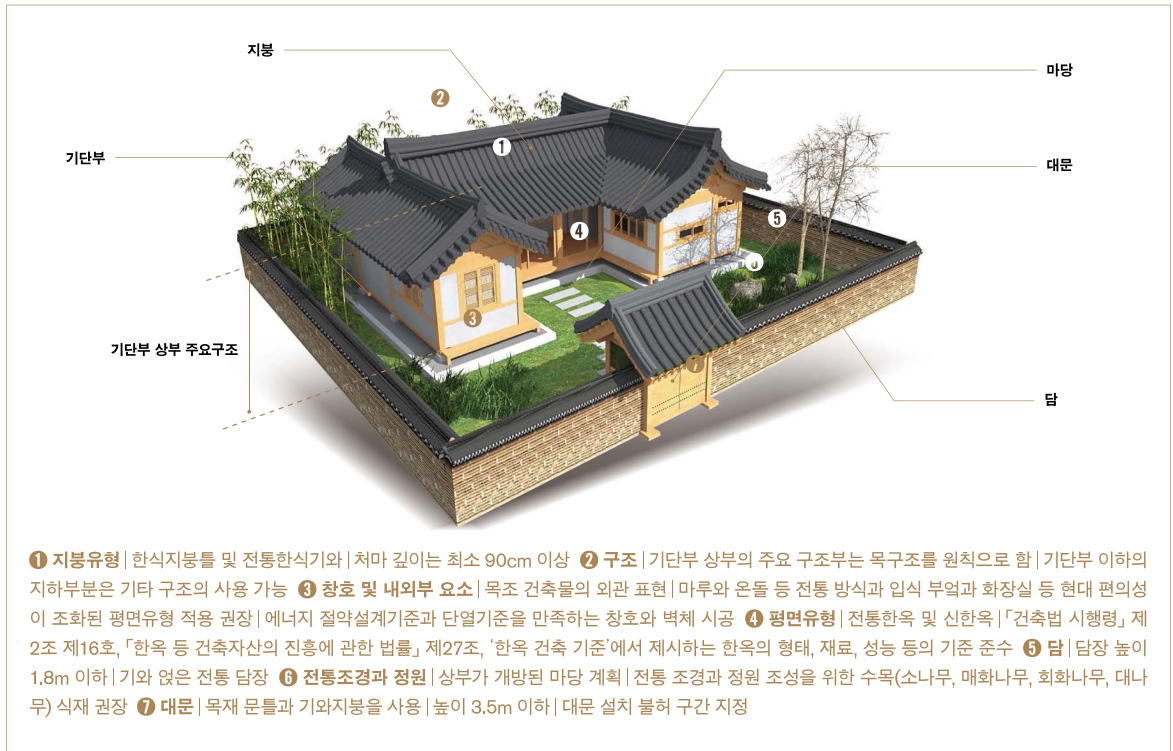 지붕
마당
2
1
기단부
대문
5
4
6
3
기단부 상부 주요구조
7
담
❶ 지붕유형 | 한식지붕틀 및 전통한식기와 | 처마 깊이는 최소 90cm 이상 ❷ 구조 | 기단부 상부의 주요 구조부는 목구조를 원칙으로 함 | 기단부 이하의
지하부분은 기타 구조의 사용 가능 ❸ 창호 및 내외부 요소 | 목조 건축물의 외관 표현 | 마루와 온돌 등 전통 방식과 입식 부엌과 화장실 등 현대 편의성
이 조화된 평면유형 적용 권장 | 에너지 절약설계기준과 단열기준을 만족하는 창호와 벽체 시공 ❹ 평면유형 | 전통한옥 및 신한옥 | 「건축법 시행령」 제
2조 제16호, 「한옥 등 건축자산의 진흥에 관한 법률」 제27조, ‘한옥 건축 기준’에서 제시하는 한옥의 형태, 재료, 성능 등의 기준 준수 ❺ 담 | 담장 높이
1.8m 이하 | 기와 얹은 전통 담장 ❻ 전통조경과 정원 | 상부가 개방된 마당 계획 | 전통 조경과 정원 조성을 위한 수목(소나무, 매화나무, 회화나무, 대나
무) 식재 권장 ❼ 대문 | 목재 문틀과 기와지붕을 사용 | 높이 3.5m 이하 | 대문 설치 불허 구간 지정